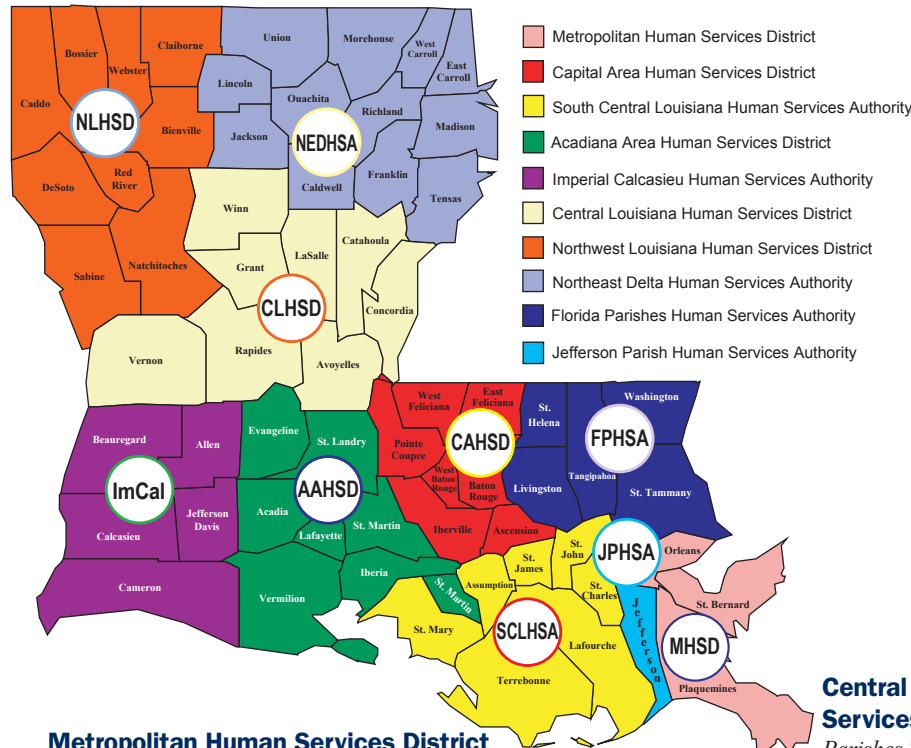 Union
Morehouse
West
Carroll
East
Carroll
Claiborne
Bossier
Webster
Lincoln
Caddo
Ouachita
Richland
Madison
NLHSD
NEDHSA
Bienville
Jackson
Franklin
Caldwell
Tensas
DeSoto
Red
River
Winn
Catahoula
LaSalle
Grant
Natchitoches
Sabine
CLHSD
Concordia
Vernon
Rapides
Avoyelles
Metropolitan Human Services District
Capital Area Human Services District
South Central Louisiana Human Services Authority
Acadiana Area Human Services District
Imperial Calcasieu Human Services Authority
Central Louisiana Human Services District
Northwest Louisiana Human Services District
Northeast Delta Human Services Authority
Florida Parishes Human Services Authority
Jefferson Parish Human Services Authority
West
Feliciana
East
Feliciana
St.
Helena
Washington
Beauregard
Allen
Evangeline
St. Landry
Pointe
Coupee
CAHSD
FPHSA
West
Baton
Rouge
Baton
Rouge
Livingston
Tangipahoa
St. Tammany
ImCal
AAHSD
Jefferson
Davis
Acadia
Lafayette
St. Martin
Iberville
Ascension
Calcasieu
St.
John
JPHSA
Orleans
St.
James
Cameron
Vermilion
Iberia
St. Martin
Assumption
St.
Charles
Jefferson
St. Bernard
St. Mary
SCLHSA
Lafourche
MHSD
Terrebonne
Plaquemines
Central
Services
Parishes
Metropolitan Human Services District